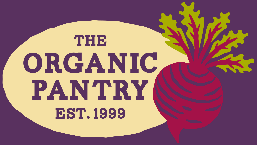 THE
ORGANIC
PANTRY
EST. 1999